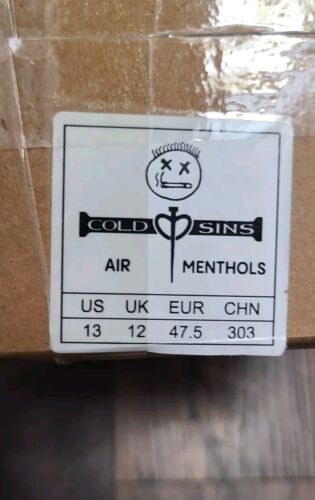 COLD SINS
AIR MENTHOLS
US UK EUR CHN
13 12 47.5 303